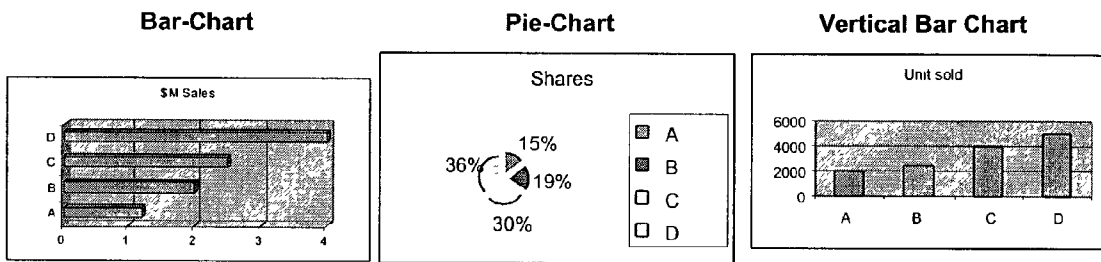 Bar-Chart
Pie-Chart
Vertical Bar Chart
$M Sales
D
C
B
A
0 1 2 3 4
Shares
15%
36%
19%
30%
A
B
C
D
Unit sold
6000
4000
2000
0
A B C D